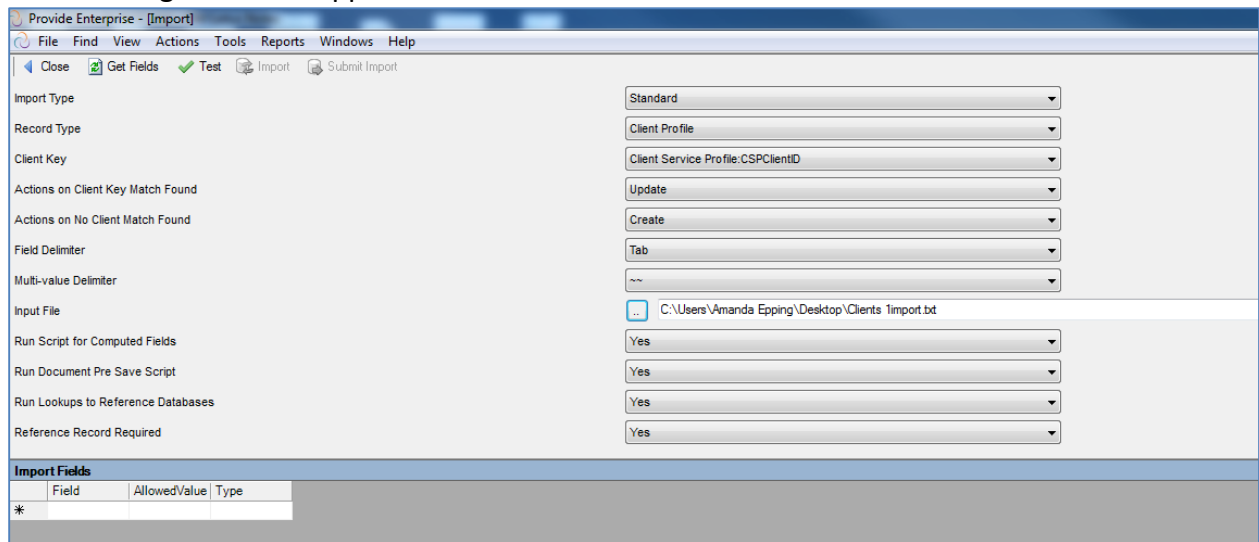 Provide Enterprise - [Import]
File Find View Actions Tools Reports Windows Help
Close Get Fields Test Import Submit Import
Import Type Standard
Record Type Client Profile
Client Key Client Service Profile:CSPClientID
Actions on Client Key Match Found Update
Actions on No Client Match Found Create
Field Delimiter Tab
Multi-value Delimiter ~~
Input File .. C:\Users\Amanda Epping\Desktop\Clients 1import.txt
Run Script for Computed Fields Yes
Run Document Pre Save Script Yes
Run Lookups to Reference Databases Yes
Reference Record Required Yes
Import Fields
Field AllowedValue Type
*